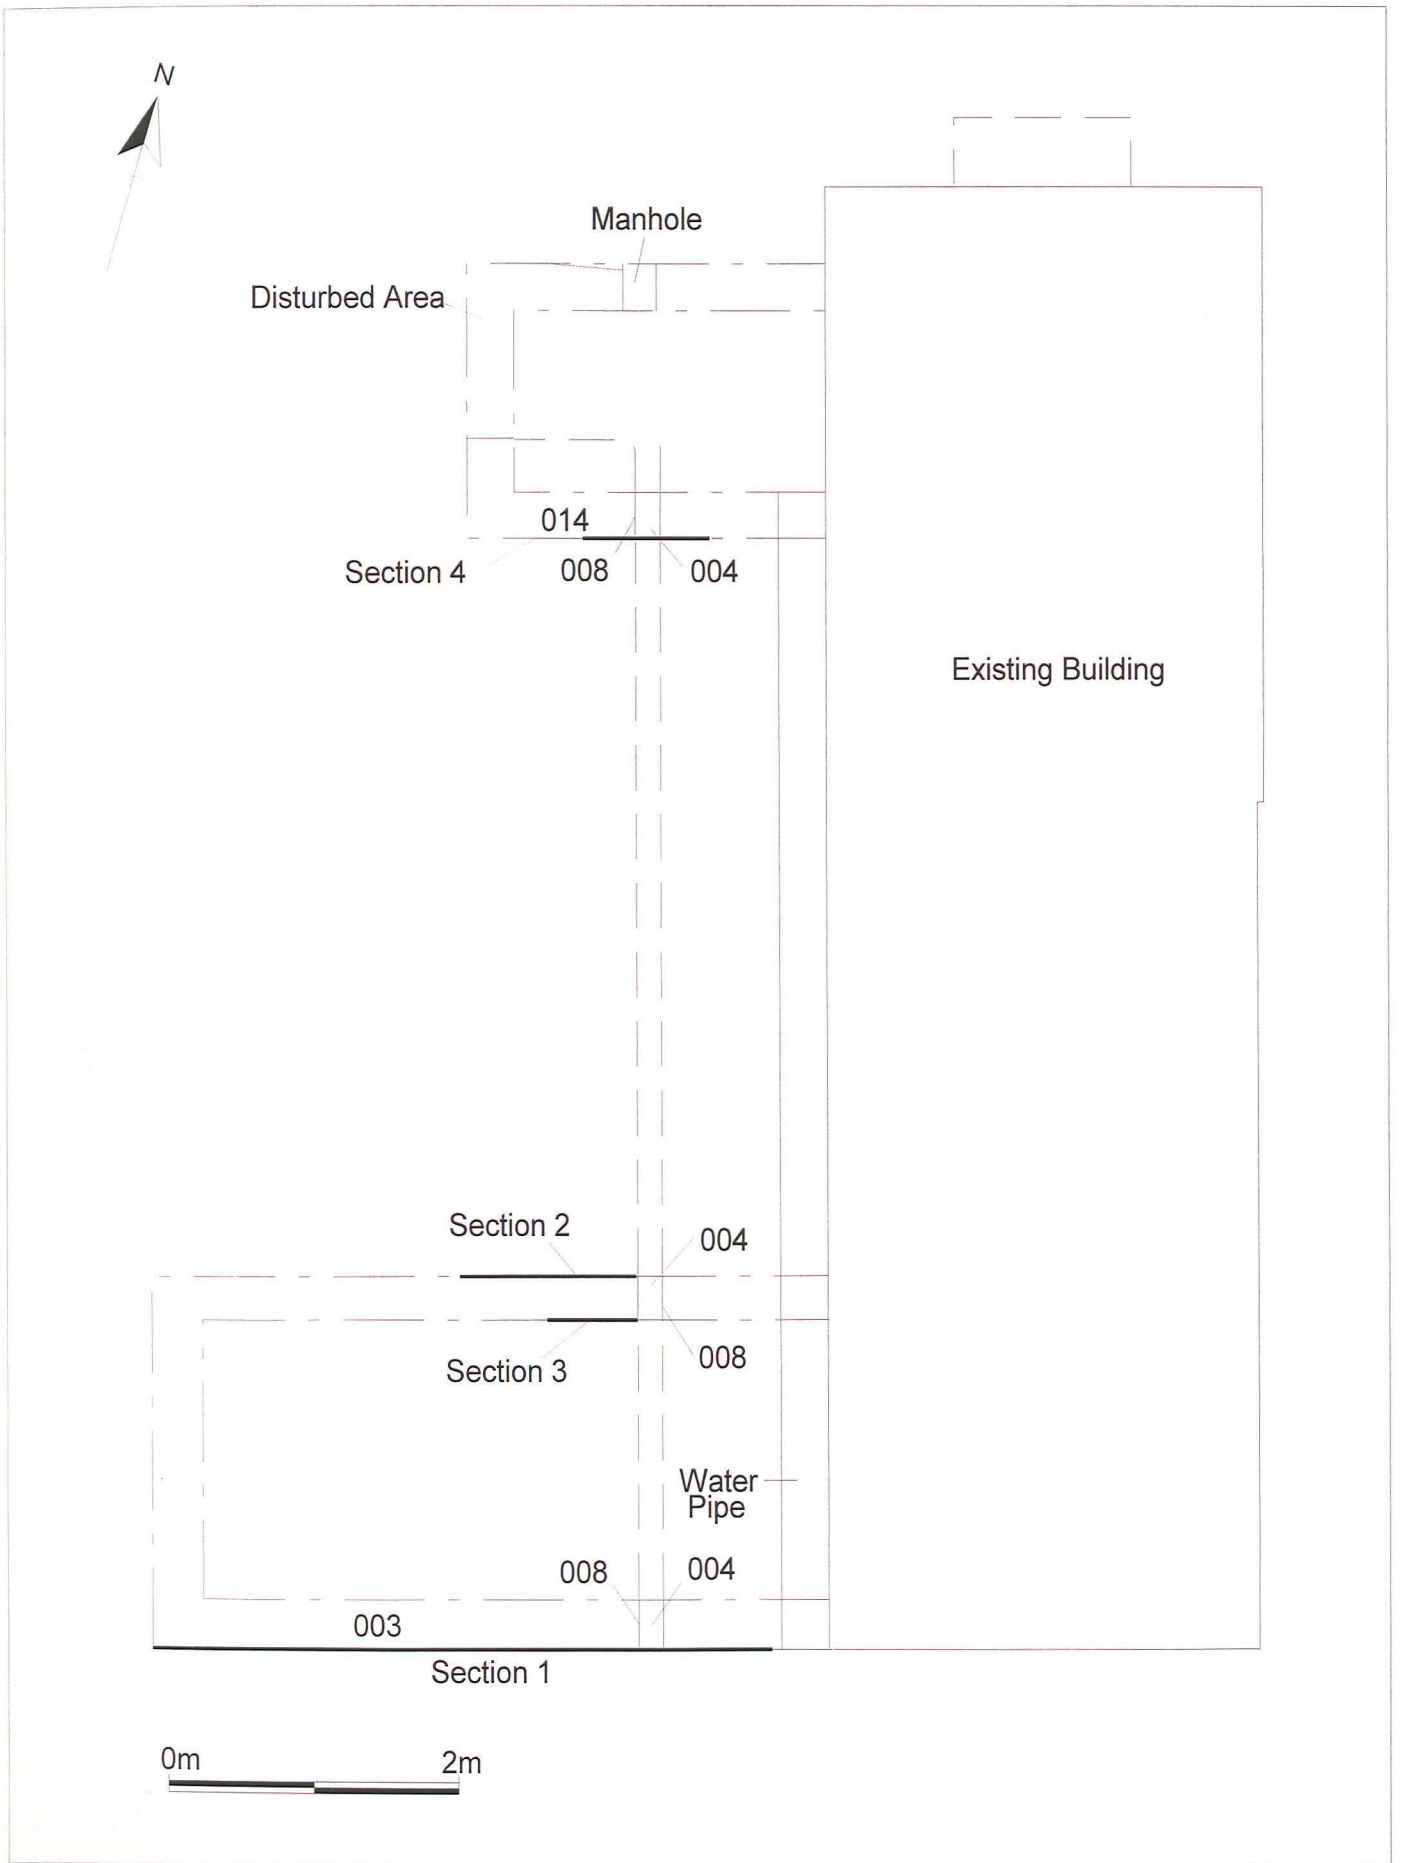 N
Manhole
Disturbed Area
014
Section 4
008
004
Existing Building
Section 2
004
Section 3
008
Water
Pipe
008
004
003
Section 1
0m
2m